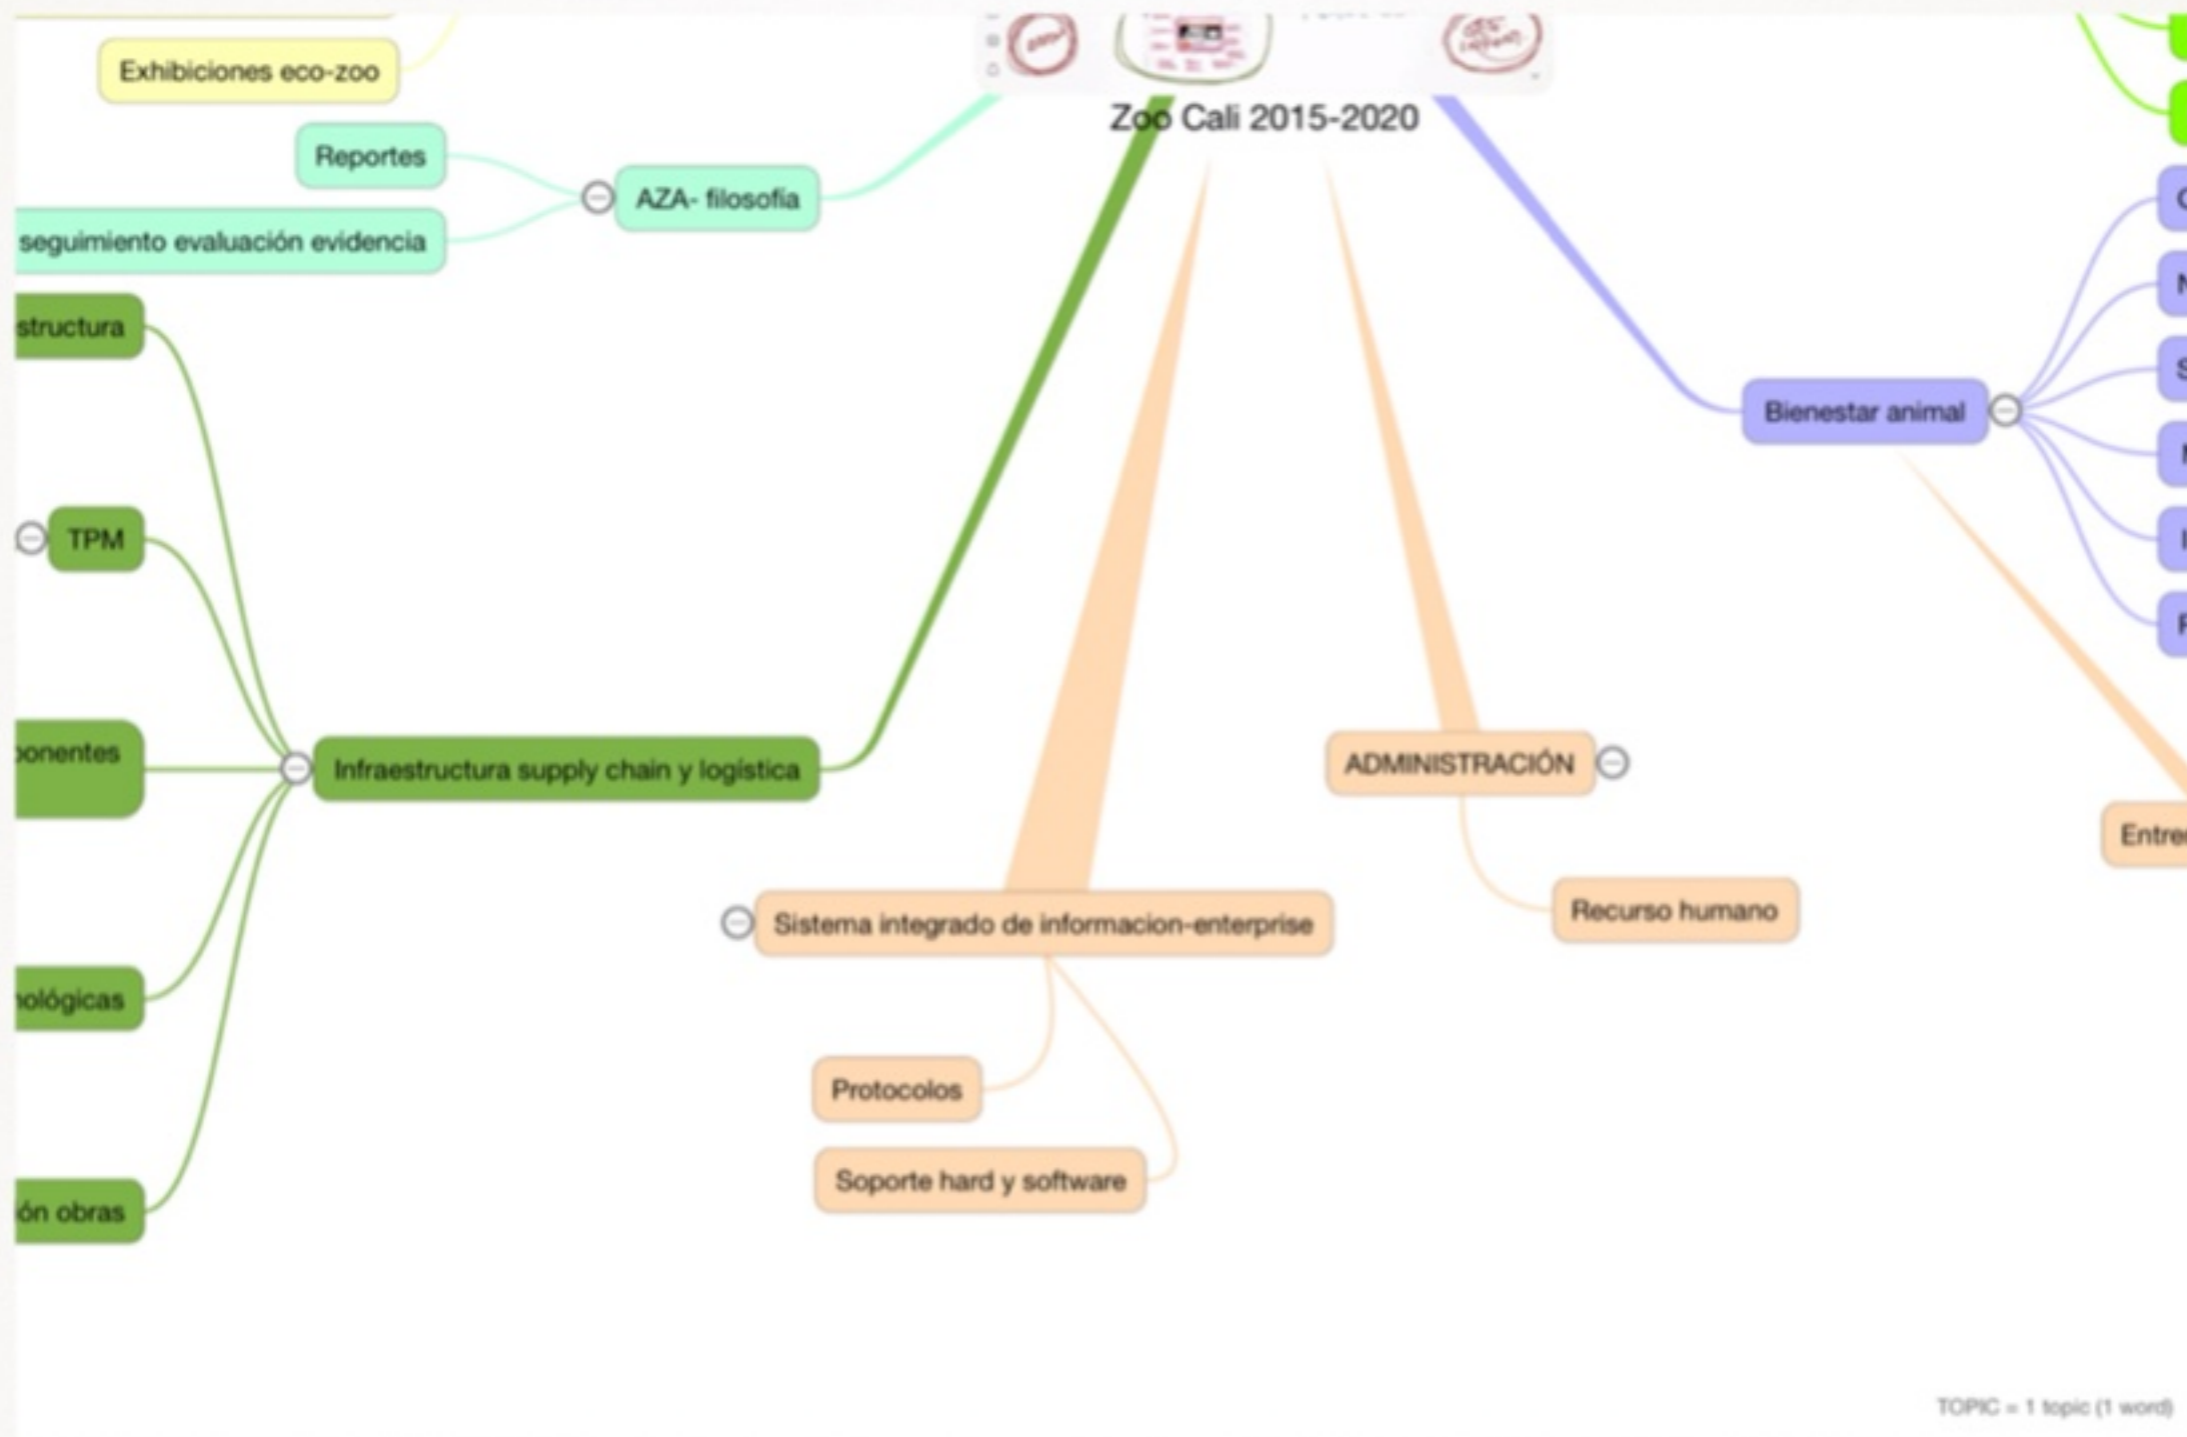 Exhibiciones eco-zoo
Zoo Cali 2015-2020
Reportes
AZA- filosofía
seguimiento evaluación evidencia
structura
Bienestar animal
TPM
ponentes
Infraestructura supply chain y logística
ADMINISTRACIÓN
Entre
Recurso humano
Sistema integrado de informacion-enterprise
nológicas
Protocolos
Soporte hard y software
ón obras
TOPIC = 1 topic (1 word)